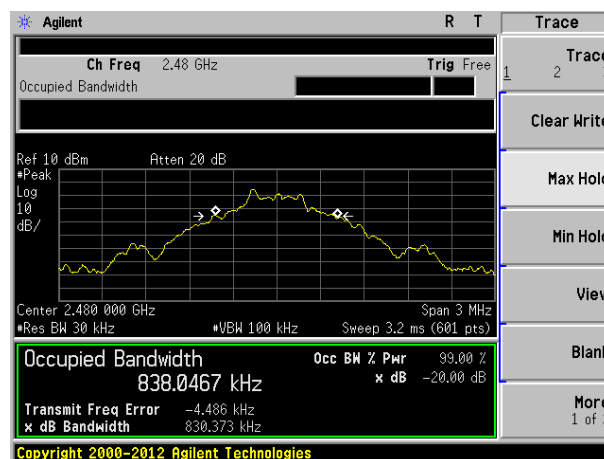 Agilent R T Trace
Ch Freq 2.48 GHz Trig Free
Occupied Bandwidth
Trace
1 2
Clear Write
Max Hold
Min Hold
View
Blank
More
1 of
Ref 10 dBm Atten 20 dB
#Peak
Log
10
dB/
Center 2.480 000 GHz Span 3 MHz
#Res BW 30 kHz #VBW 100 kHz Sweep 3.2 ms (601 pts)
Occupied Bandwidth Occ BW % Pwr 99.00 %
838.0467 kHz x dB -20.00 dB
Transmit Freq Error -4.486 kHz
x dB Bandwidth 830.373 kHz
Copyright 2000-2012 Agilent Technologies